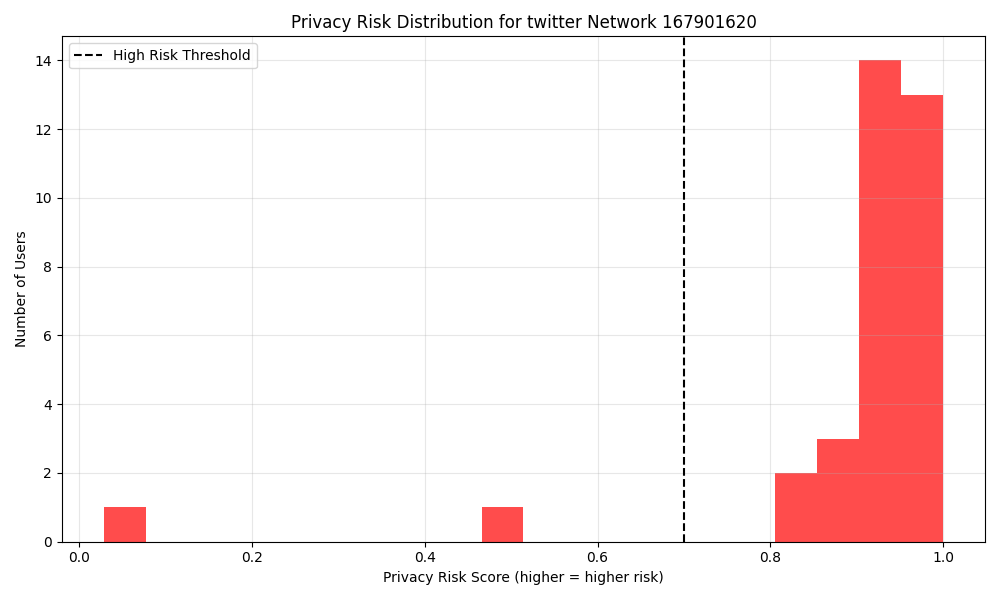 Privacy Risk Distribution for twitter Network 167901620
High Risk Threshold
14
12
10
8
6
4
2
0
Number of Users
0.0 0.2 0.4 0.6 0.8 1.0
Privacy Risk Score (higher = higher risk)